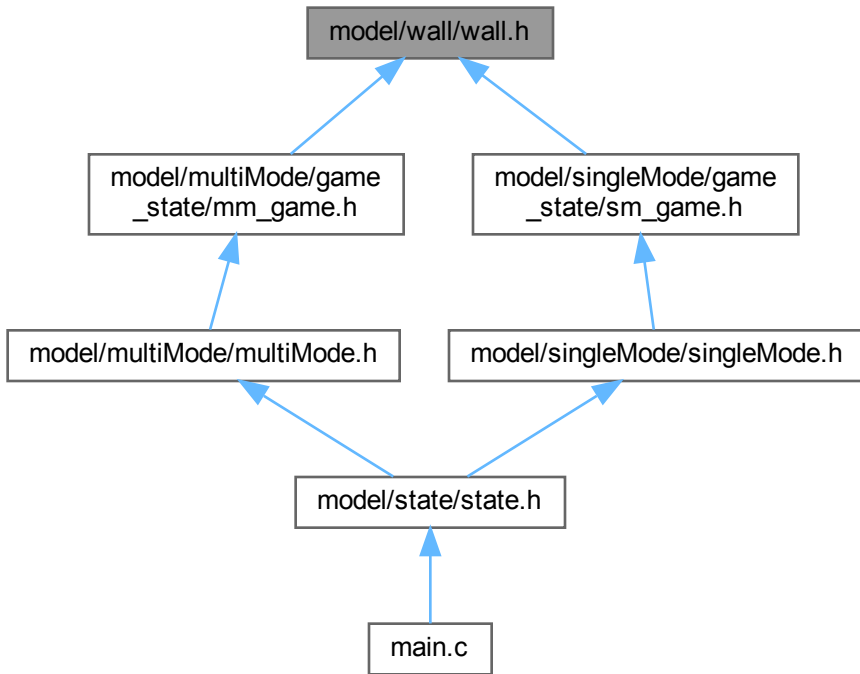 model/wall/wall.h
model/multiMode/game
_state/mm_game.h
model/singleMode/game
_state/sm_game.h
model/multiMode/multiMode.h
model/singleMode/singleMode.h
model/state/state.h
main.c